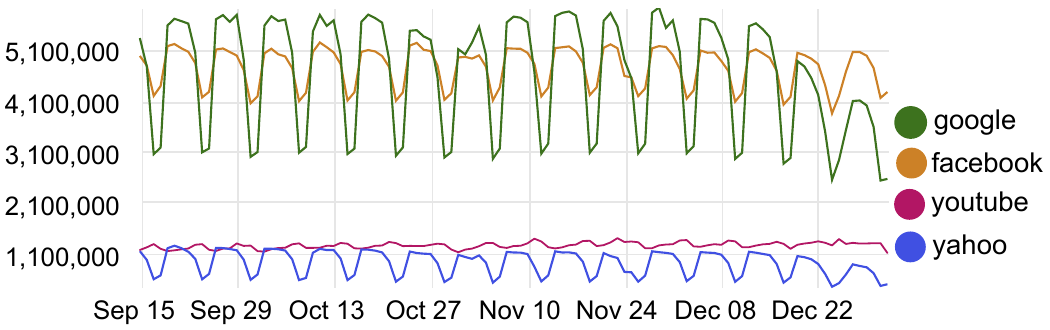 5,100,000
4,100,000
3,100,000
2,100,000
1,100,000
Sep 15 Sep 29 Oct 13 Oct 27 Nov 10 Nov 24 Dec 08 Dec 22
google
facebook
youtube
yahoo